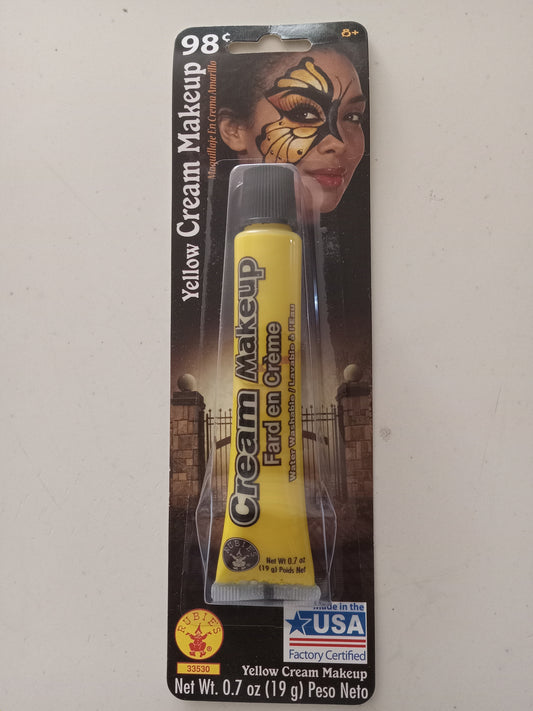 98¢
8+
Yellow Cream Makeup
Maquillaje En Crema Amarillo
Cream Makeup
Fard en Crème
Water Washable / Lavable à l'Eau
RUBIE'S
Net Wt 0.7 oz
(19 g) Poids Net
RUBIE'S
®
33530
Made in the
USA
Factory Certified
Yellow Cream Makeup
Net Wt. 0.7 oz (19 g) Peso Neto